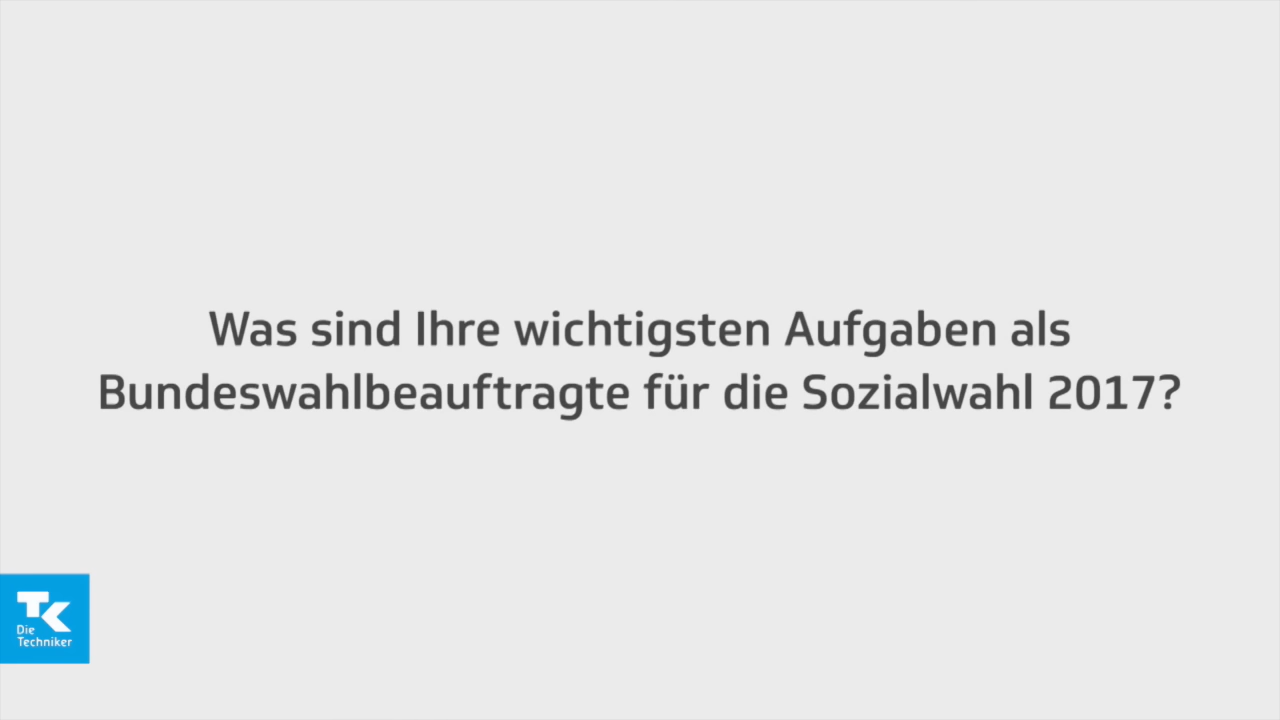 Was sind Ihre wichtigsten Aufgaben als
Bundeswahlbeauftragte für die Sozialwahl 2017?
TK
Die
Techniker